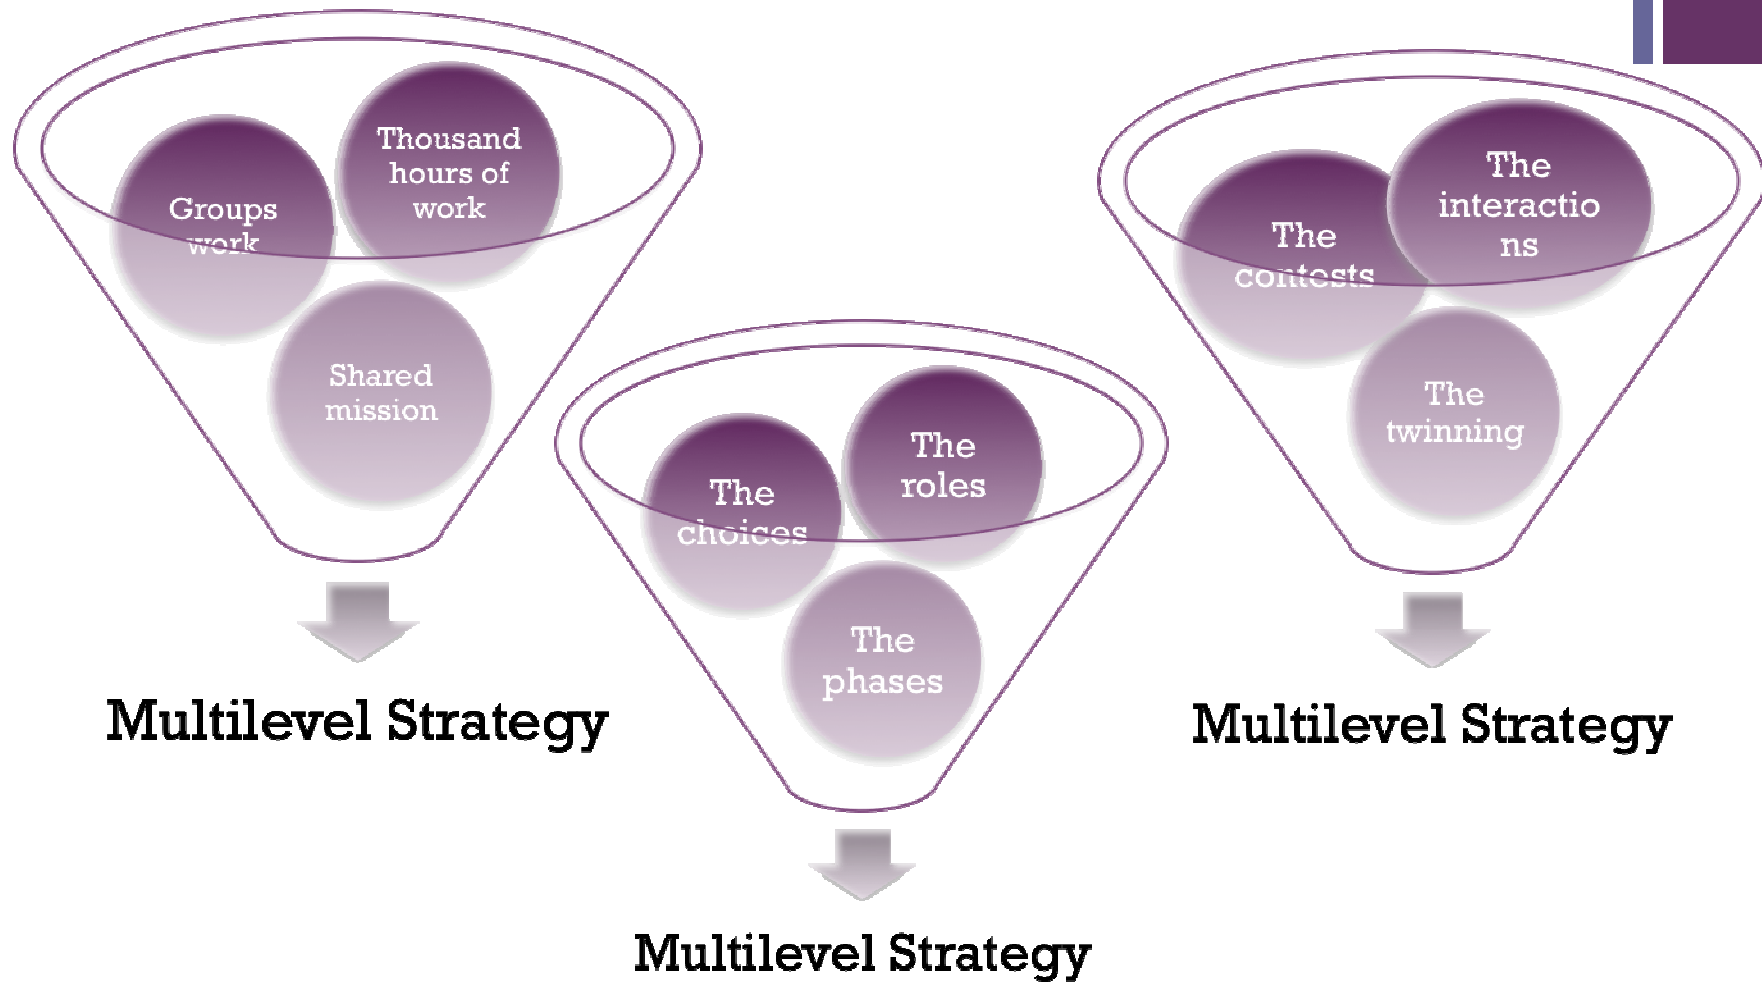 Thousand
hours of
work
Groups
work
Shared
mission
Multilevel Strategy
The
roles
The
choices
The
phases
Multilevel Strategy
The
interactio
ns
The
contests
The
twinning
Multilevel Strategy